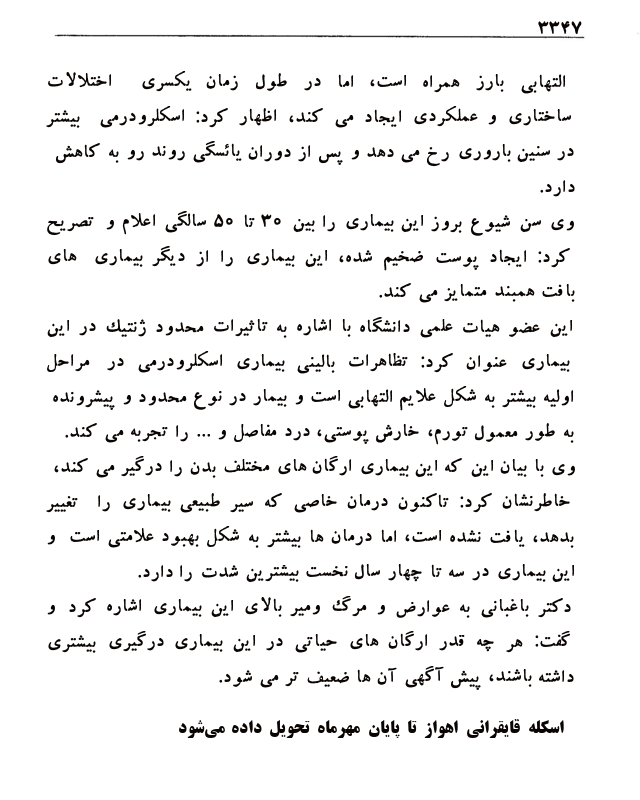 ۳۳۴۷
التهابی بارز همراه است، اما در طول زمان یکسری اختلالات
ساختاری و عملکردی ایجاد می کند، اظهار کرد: اسکلرودرمی بیشتر
در سنین باروری رخ می دهد و پس از دوران یائسگی روند رو به کاهش
دارد.
وی سن شیوع بروز این بیماری را بین ۳۰ تا ۵۰ سالگی اعلام و تصریح
کرد: ایجاد پوست ضخیم شده، این بیماری را از دیگر بیماری های
بافت همبند متمایز می کند.
این عضو هیات علمی دانشگاه با اشاره به تاثیرات محدود ژنتیک در این
بیماری عنوان کرد: تظاهرات بالینی بیماری اسکلرودرمی در مراحل
اولیه بیشتر به شکل علایم التهابی است و بیمار در نوع محدود و پیشرونده
به طور معمول تورم، خارش پوستی، درد مفاصل و ... را تجربه می کند.
وی با بیان این که این بیماری ارگان های مختلف بدن را درگیر می کند،
خاطرنشان کرد: تاکنون درمان خاصی که سیر طبیعی بیماری را تغییر
بدهد، یافت نشده است، اما درمان ها بیشتر به شکل بهبود علامتی است و
این بیماری در سه تا چهار سال نخست بیشترین شدت را دارد.
دکتر باغبانی به عوارض و مرگ ومیر بالای این بیماری اشاره کرد و
گفت: هر چه قدر ارگان های حیاتی در این بیماری درگیری بیشتری
داشته باشند، پیش آگهی آن ها ضعیف تر می شود.
اسکله قایقرانی اهواز تا پایان مهرماه تحویل داده می‌شود